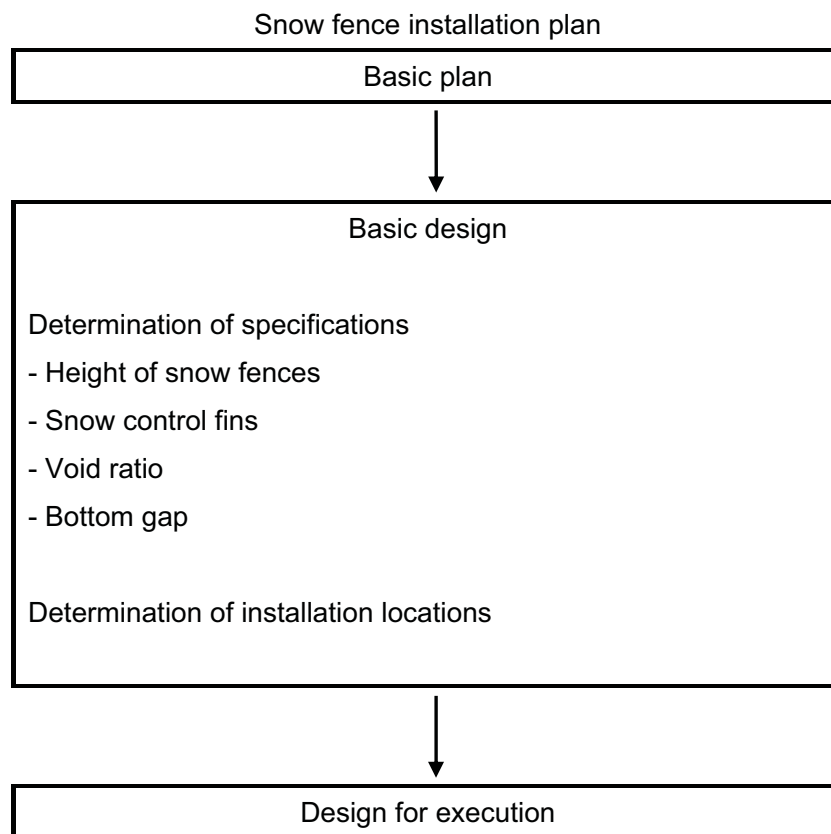 Snow fence installation plan
Basic plan
Basic design
Determination of specifications
- Height of snow fences
- Snow control fins
- Void ratio
- Bottom gap
Determination of installation locations
Design for execution